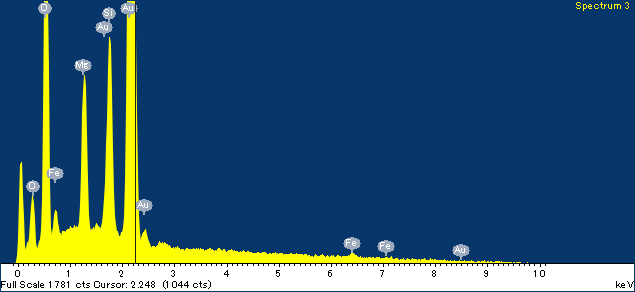 Spectrum 3
O
Si
Au
Au
Mg
Fe
Au
Fe
Fe
Au
0 1 2 3 4 5 6 7 8 9 10
Full Scale 1781 cts Cursor: 2.248 (1044 cts) keV